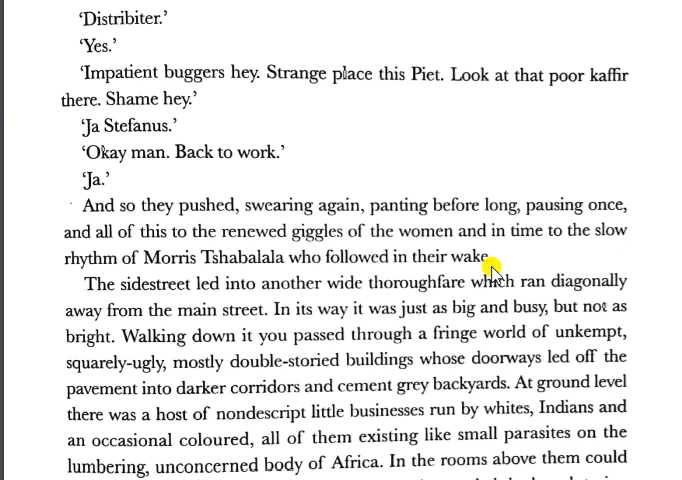 ‘Distribiter.’
‘Yes.’
‘Impatient buggers hey. Strange place this Piet. Look at that poor kaffir
there. Shame hey.’
‘Ja Stefanus.’
‘Okay man. Back to work.’
‘Ja.’
And so they pushed, swearing again, panting before long, pausing once,
and all of this to the renewed giggles of the women and in time to the slow
rhythm of Morris Tshabalala who followed in their wake.
The sidestreet led into another wide thoroughfare which ran diagonally
away from the main street. In its way it was just as big and busy, but not as
bright. Walking down it you passed through a fringe world of unkempt,
squarely-ugly, mostly double-storied buildings whose doorways led off the
pavement into darker corridors and cement grey backyards. At ground level
there was a host of nondescript little businesses run by whites, Indians and
an occasional coloured, all of them existing like small parasites on the
lumbering, unconcerned body of Africa. In the rooms above them could